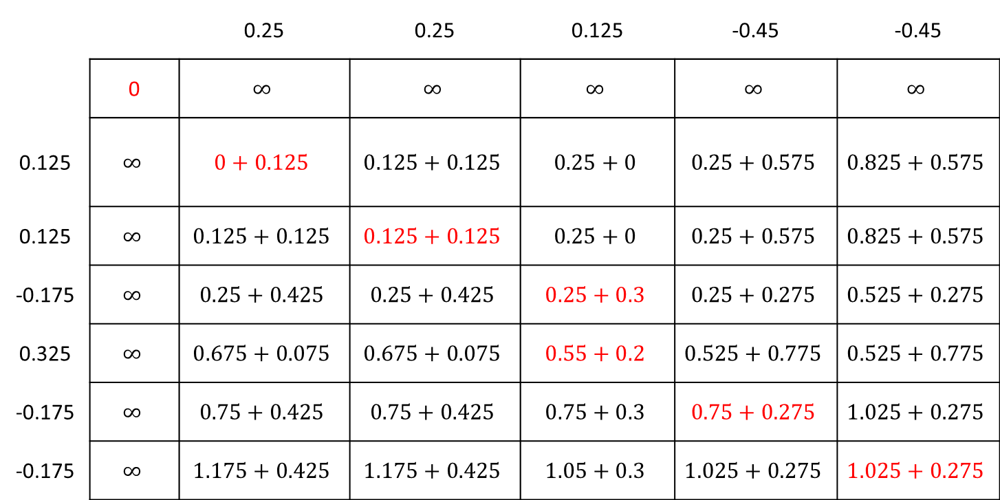 0.25 0.25 0.125 -0.45 -0.45
0 ∞ ∞ ∞ ∞ ∞
0.125 ∞ 0 + 0.125 0.125 + 0.125 0.25 + 0 0.25 + 0.575 0.825 + 0.575
0.125 ∞ 0.125 + 0.125 0.125 + 0.125 0.25 + 0 0.25 + 0.575 0.825 + 0.575
-0.175 ∞ 0.25 + 0.425 0.25 + 0.425 0.25 + 0.3 0.25 + 0.275 0.525 + 0.275
0.325 ∞ 0.675 + 0.075 0.675 + 0.075 0.55 + 0.2 0.525 + 0.775 0.525 + 0.775
-0.175 ∞ 0.75 + 0.425 0.75 + 0.425 0.75 + 0.3 0.75 + 0.275 1.025 + 0.275
-0.175 ∞ 1.175 + 0.425 1.175 + 0.425 1.05 + 0.3 1.025 + 0.275 1.025 + 0.275